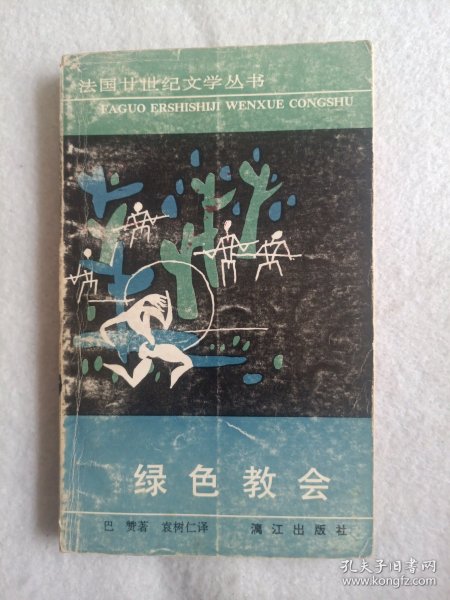 法国廿世纪文学丛书
FAGUO ERSHISHIJI WENXUE CONGSHU
绿色教会
巴 赞著 袁树仁译 漓江出版社
孔夫子旧书网
www.kongfz.com